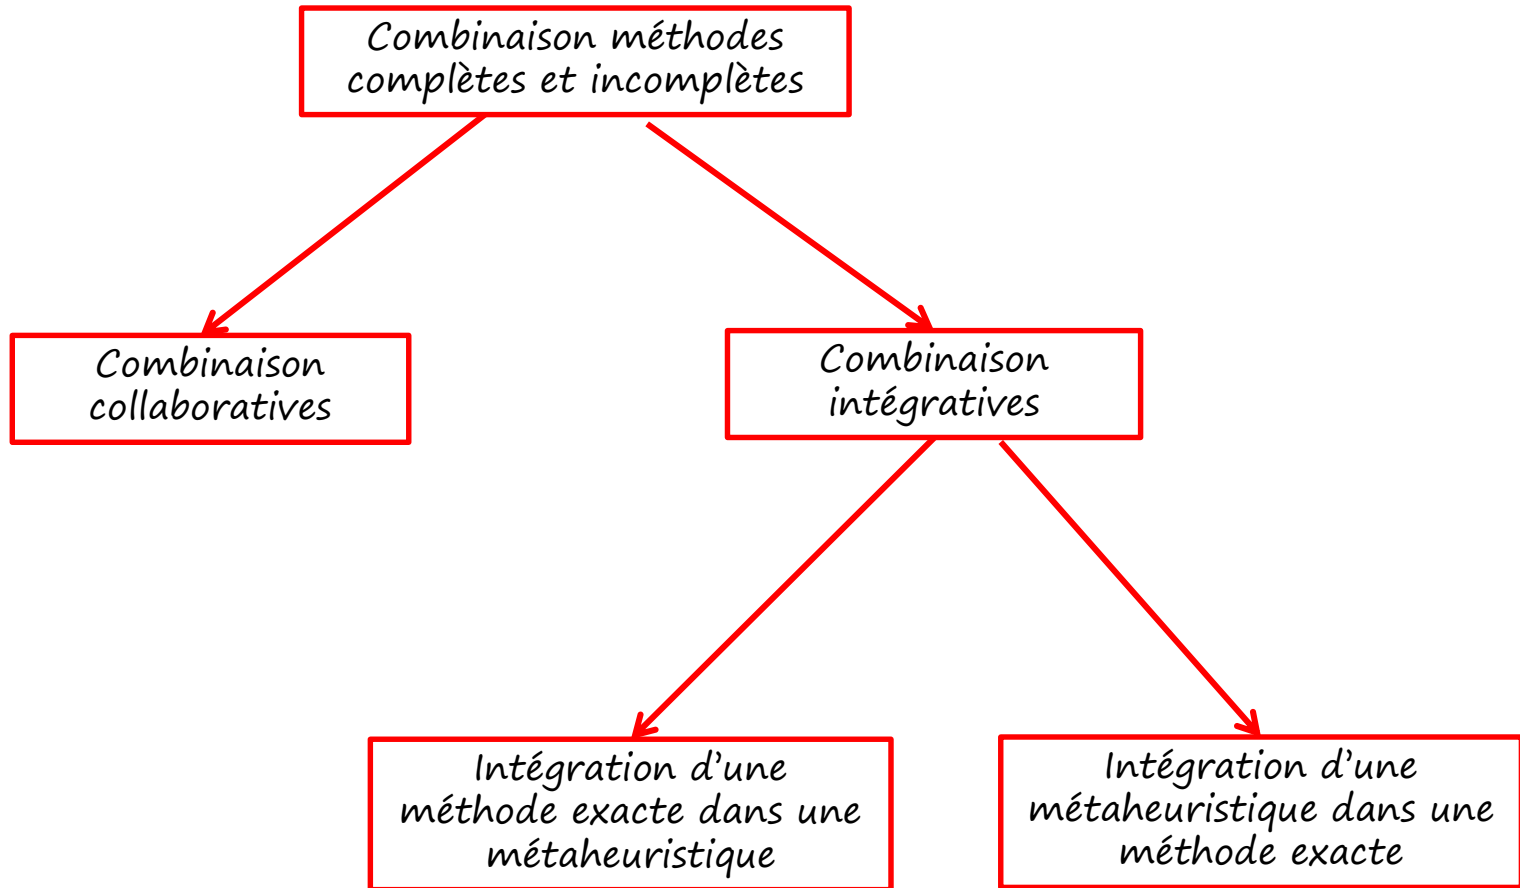 Combinaison méthodes
complètes et incomplètes
Combinaison
collaboratives
Combinaison
intégratives
Intégration d’une
méthode exacte dans une
métaheuristique
Intégration d’une
métaheuristique dans une
méthode exacte